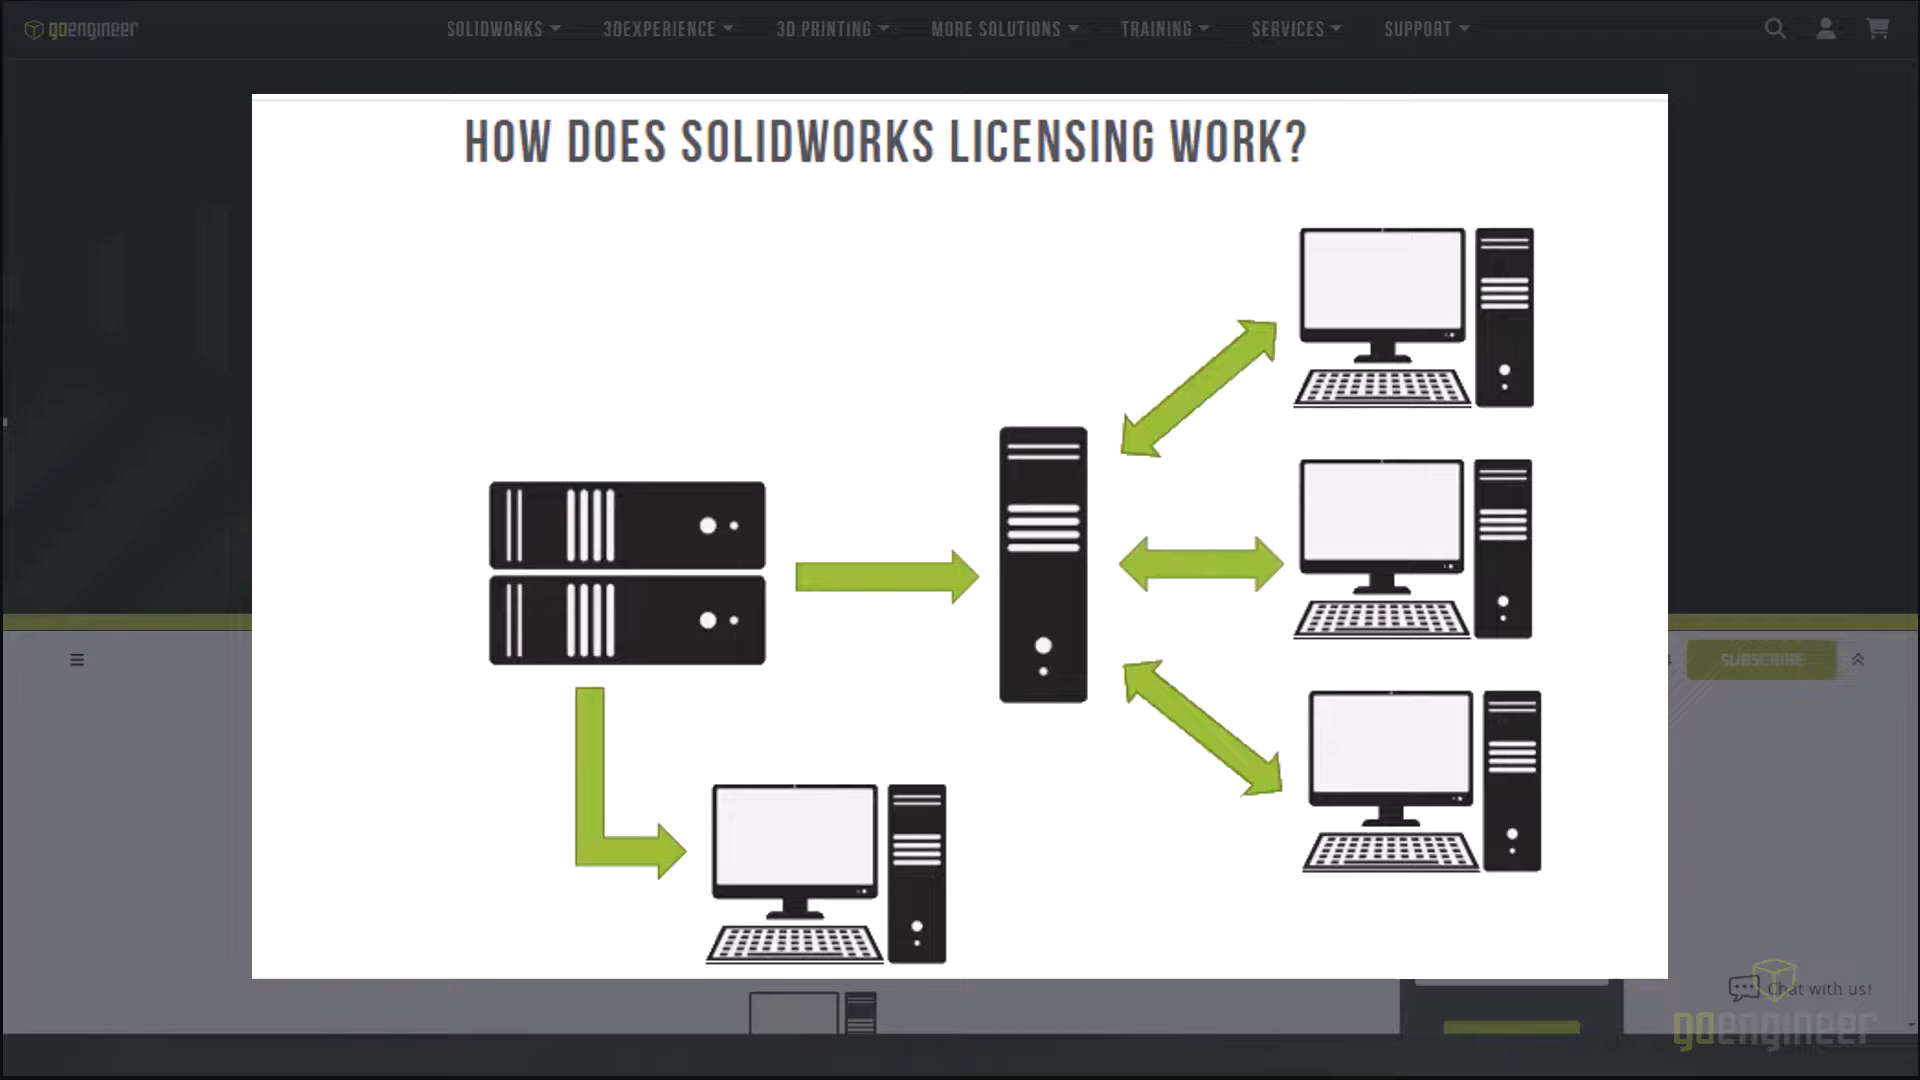 goengineer
SOLIDWORKS
3DEXPERIENCE
3D PRINTING
MORE SOLUTIONS
TRAINING
SERVICES
SUPPORT
HOW DOES SOLIDWORKS LICENSING WORK?
SUBSCRIBE
Chat with us!
goengineer